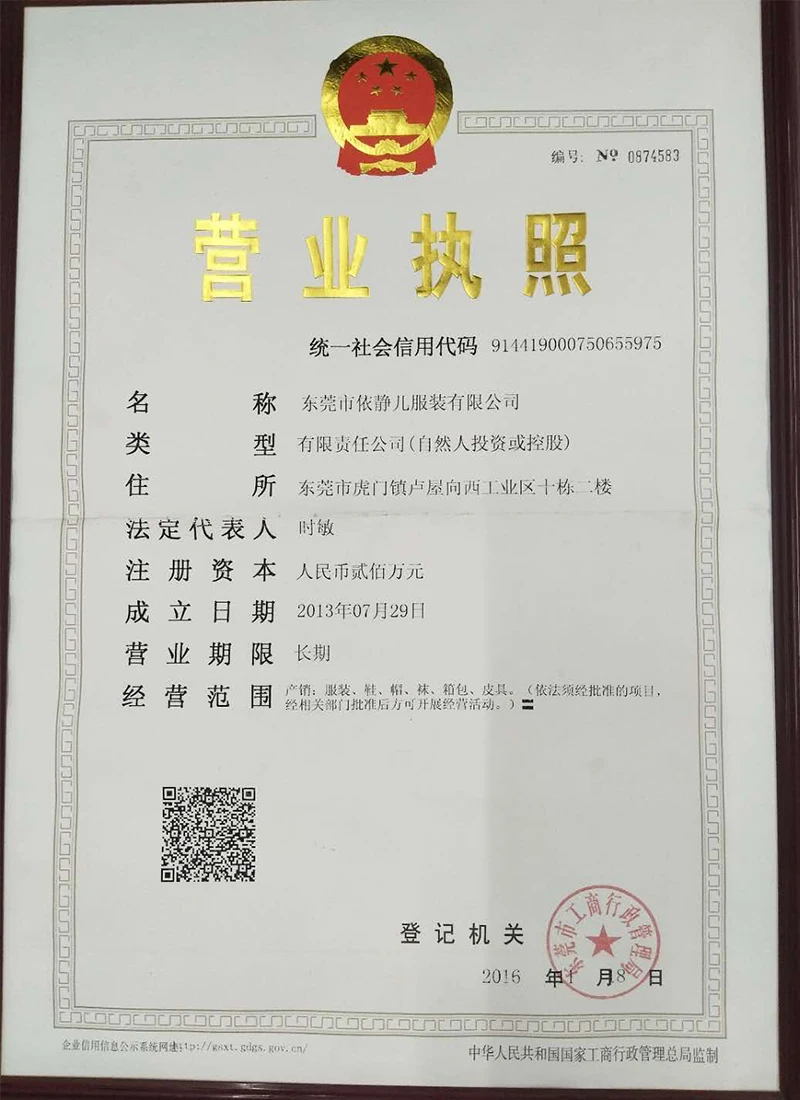 编号: № 0874583
营业执照
统一社会信用代码 914419000750655975
名称 东莞市依静儿服装有限公司
类型 有限责任公司(自然人投资或控股)
住所 东莞市虎门镇卢屋向西工业区十栋二楼
法定代表人 时敏
注册资本 人民币贰佰万元
成立日期 2013年07月29日
营业期限 长期
经营范围 产销：服装、鞋、帽、袜、箱包、皮具。（依法须经批准的项目，
经相关部门批准后方可开展经营活动。）〓
登记机关
东莞市工商行政管理局
2016 年 月 18 日
企业信用信息公示系统网址 http://gsxt.gdgs.gov.cn/
中华人民共和国国家工商行政管理总局监制